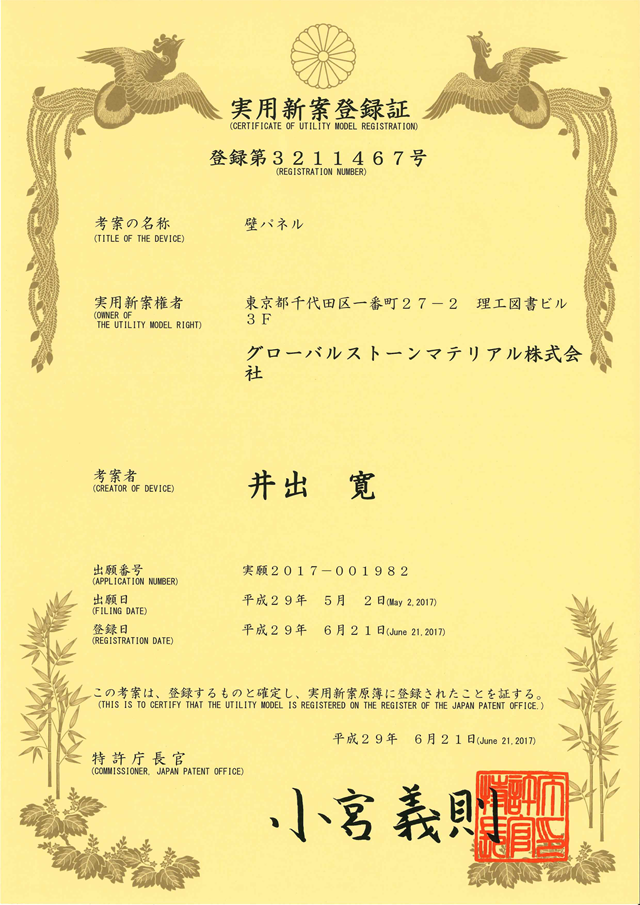 実用新案登録証
(CERTIFICATE OF UTILITY MODEL REGISTRATION)
登録第3211467号
(REGISTRATION NUMBER)
考案の名称 壁パネル
(TITLE OF THE DEVICE)
実用新案権者 東京都千代田区一番町27-2 理工図書ビル
(OWNER OF
THE UTILITY MODEL RIGHT)
3F
グローバルストーンマテリアル株式会
社
考案者 井出 寛
(CREATOR OF DEVICE)
出願番号 実願2017-001982
(APPLICATION NUMBER)
出願日 平成29年 5月 2日(May 2,2017)
(FILING DATE)
登録日 平成29年 6月21日(June 21,2017)
(REGISTRATION DATE)
この考案は、登録するものと確定し、実用新案原簿に登録されたことを証する。
(THIS IS TO CERTIFY THAT THE UTILITY MODEL IS REGISTERED ON THE REGISTER OF THE JAPAN PATENT OFFICE.)
平成29年 6月21日(June 21,2017)
特許庁長官
(COMMISSIONER, JAPAN PATENT OFFICE)
小宮義則